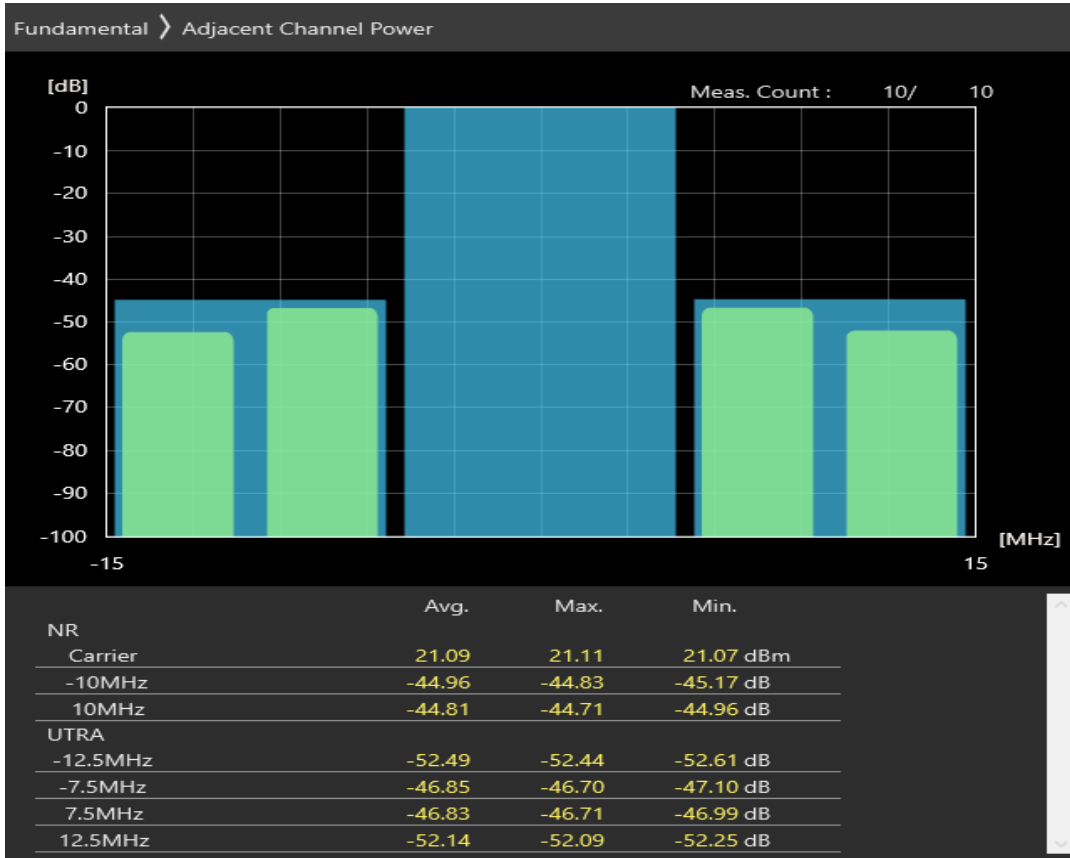 Fundamental ❭ Adjacent Channel Power
[dB]
Meas. Count : 10/ 10
0
-10
-20
-30
-40
-50
-60
-70
-80
-90
-100
[MHz]
-15 15
Avg. Max. Min.
NR
Carrier 21.09 21.11 21.07 dBm
-10MHz -44.96 -44.83 -45.17 dB
10MHz -44.81 -44.71 -44.96 dB
UTRA
-12.5MHz -52.49 -52.44 -52.61 dB
-7.5MHz -46.85 -46.70 -47.10 dB
7.5MHz -46.83 -46.71 -46.99 dB
12.5MHz -52.14 -52.09 -52.25 dB